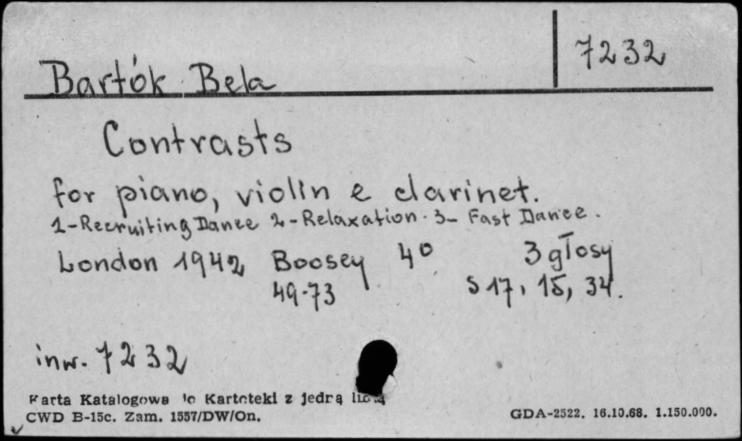 7232
Bartók Bela
Contrasts
for piano, violin e clarinet.
1-Recruiting Dance 2-Relaxation. 3- Fast Dance.
London 1942 Boosey 4° 3 głosy
49-73 S 17, 15, 34.
inw. 7232
Karta Katalogowa do Kartoteki z jedrą
CWD B-15c. Zam. 1557/DW/On. GDA-2522. 16.10.68. 1.150.000.